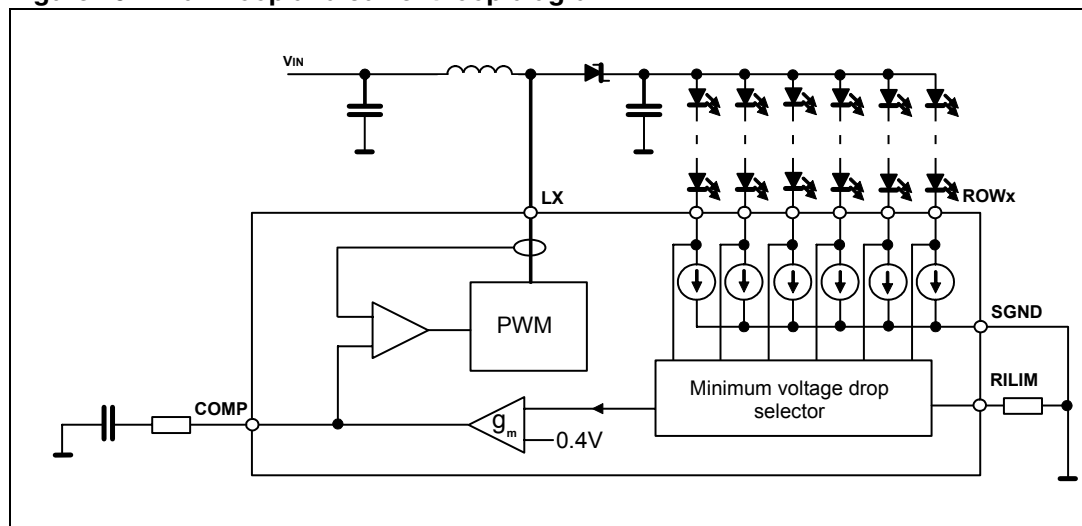 VIN
LX
ROWx
PWM
SGND
Minimum voltage drop
selector
RILIM
COMP
gm
0.4V